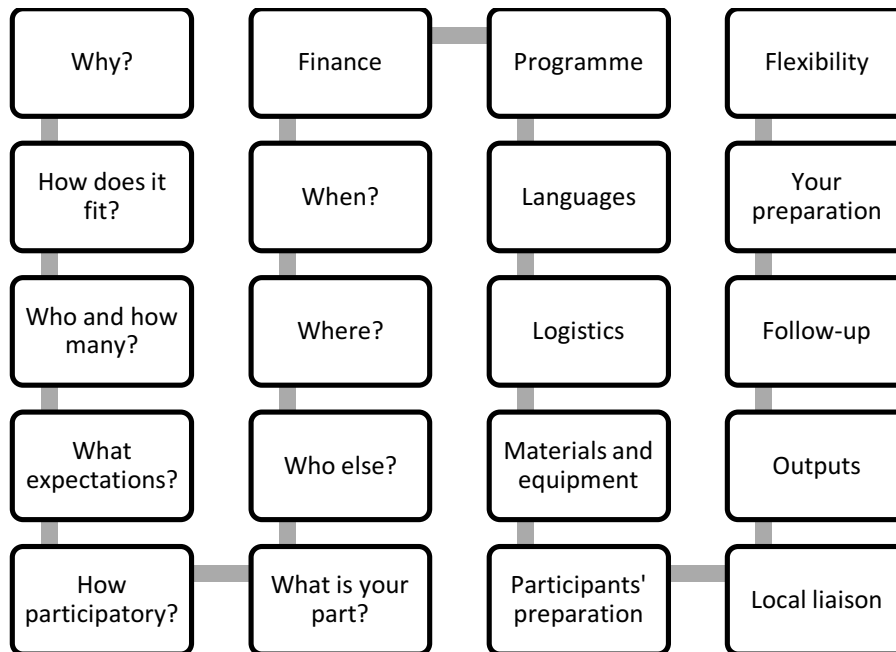 Why?
How does it
fit?
Who and how
many?
What
expectations?
How
participatory?
What is your
part?
Who else?
Where?
When?
Finance
Programme
Languages
Logistics
Materials and
equipment
Participants'
preparation
Local liaison
Outputs
Follow-up
Your
preparation
Flexibility